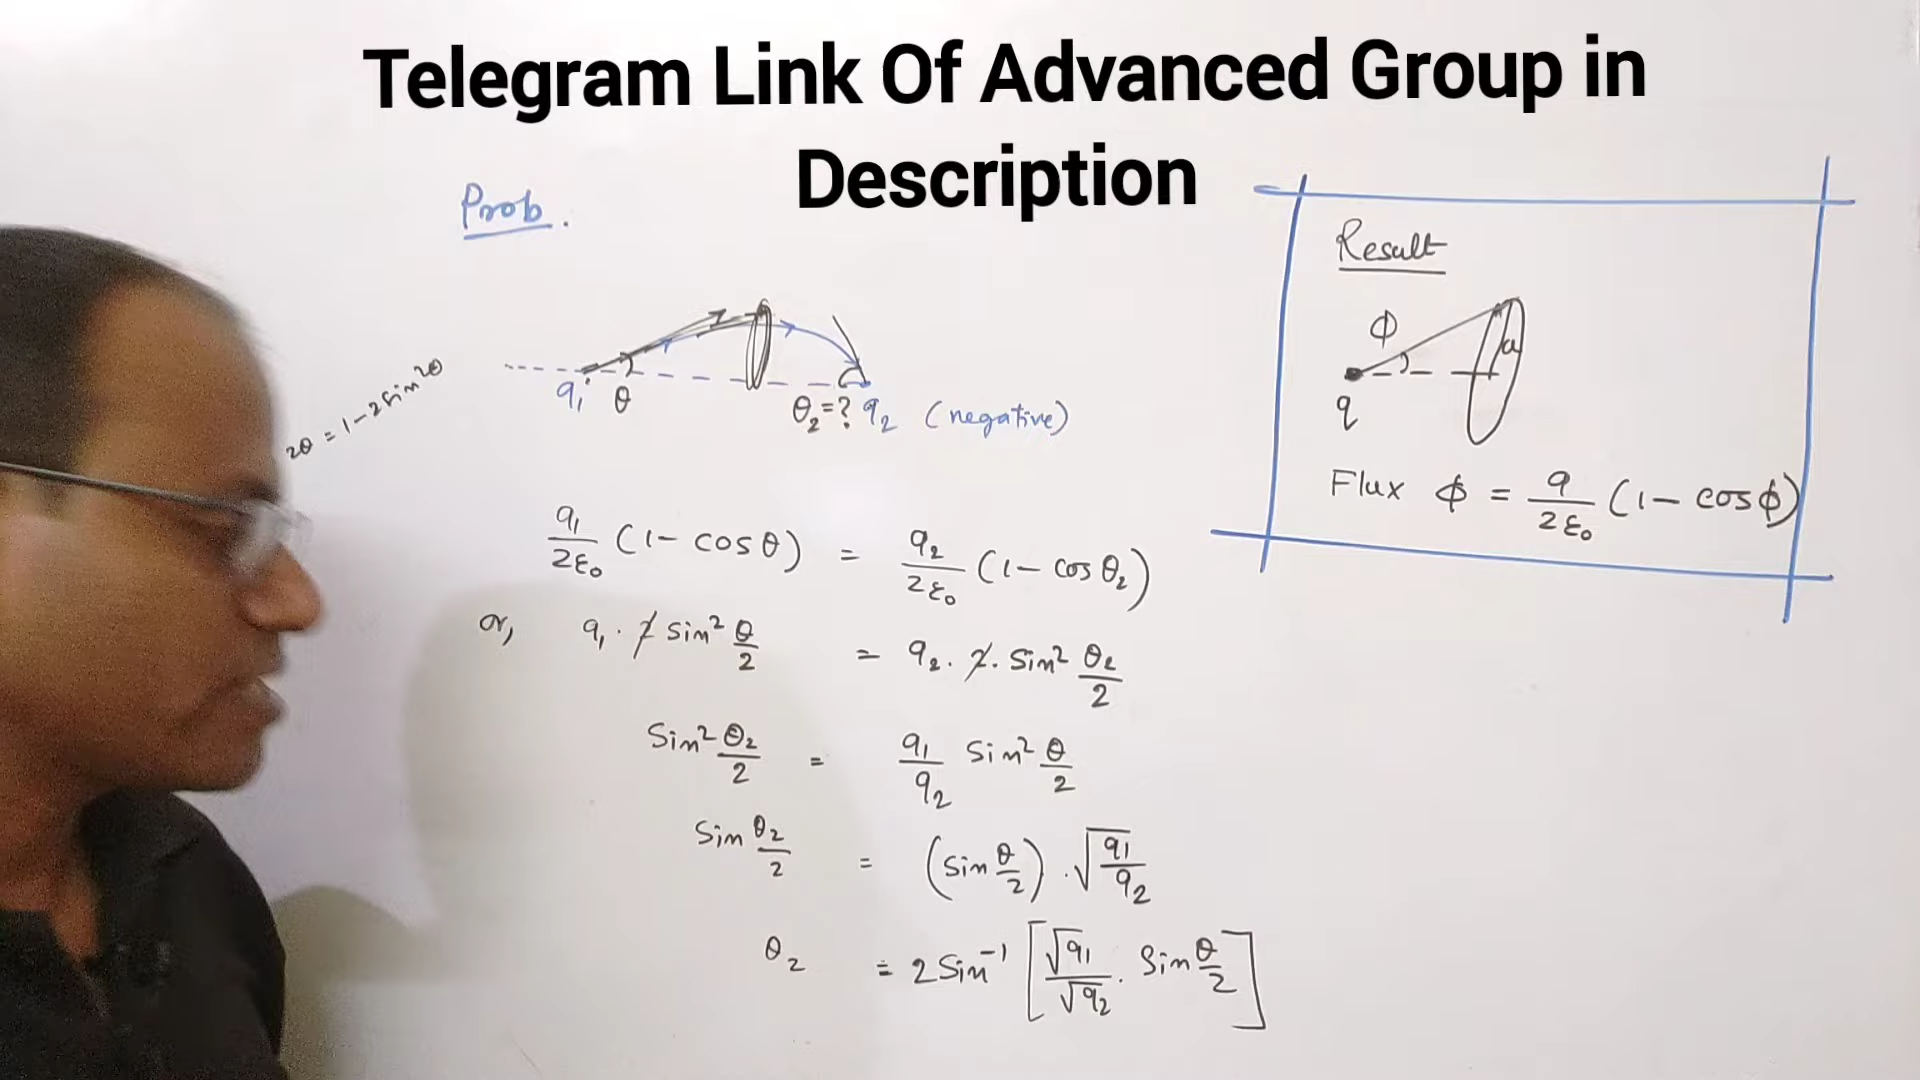 Telegram Link Of Advanced Group in
Description
Prob.
2θ = 1 - 2 sin²θ
q₁ θ
θ₂ = ? q₂ (negative)
q₁/2ε₀ (1 - cos θ) = q₂/2ε₀ (1 - cos θ₂)
or, q₁ . 2 sin² θ/2 = q₂ . 2 . sin² θ₂/2
Sin² θ₂/2 = q₁/q₂ Sin² θ/2
Sin θ₂/2 = (Sin θ/2) . √(q₁/q₂)
θ₂ = 2 Sin⁻¹ [√q₁/√q₂ . Sin θ/2]
Result
ϕ
a
q
Flux ϕ = q/2ε₀ (1 - cos ϕ)